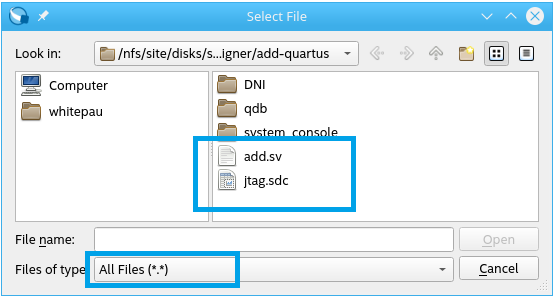 Select File
Look in: /nfs/site/disks/s...igner/add-quartus
Computer
whitepau
DNI
qdb
system_console
add.sv
jtag.sdc
File name: Open
Files of type All Files (*.*) Cancel